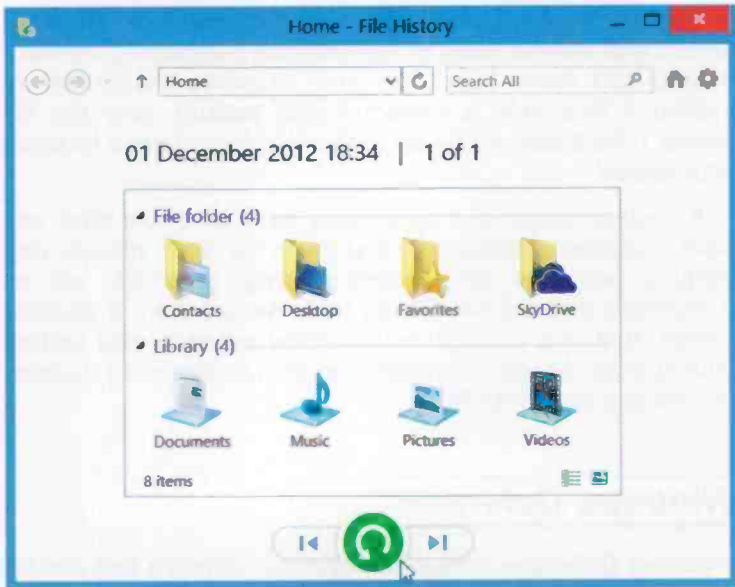 Home - File History
Home
Search All
01 December 2012 18:34 | 1 of 1
File folder (4)
Contacts Desktop Favorites SkyDrive
Library (4)
Documents Music Pictures Videos
8 items